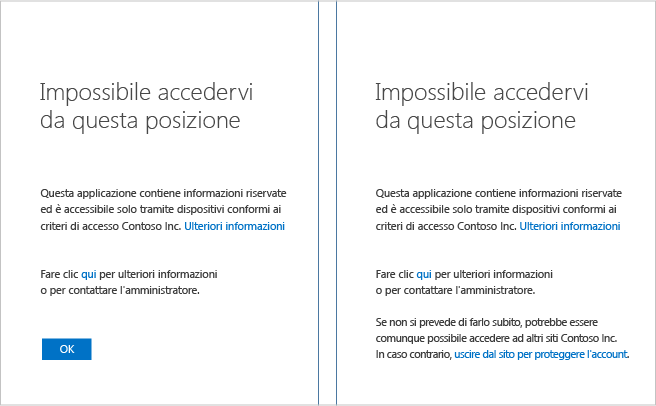 Impossibile accedervi
da questa posizione
Questa applicazione contiene informazioni riservate
ed è accessibile solo tramite dispositivi conformi ai
criteri di accesso Contoso Inc. Ulteriori informazioni
Fare clic qui per ulteriori informazioni
o per contattare l'amministratore.
OK
Impossibile accedervi
da questa posizione
Questa applicazione contiene informazioni riservate
ed è accessibile solo tramite dispositivi conformi ai
criteri di accesso Contoso Inc. Ulteriori informazioni
Fare clic qui per ulteriori informazioni
o per contattare l'amministratore.
Se non si prevede di farlo subito, potrebbe essere
comunque possibile accedere ad altri siti Contoso Inc.
In caso contrario, uscire dal sito per proteggere l'account.